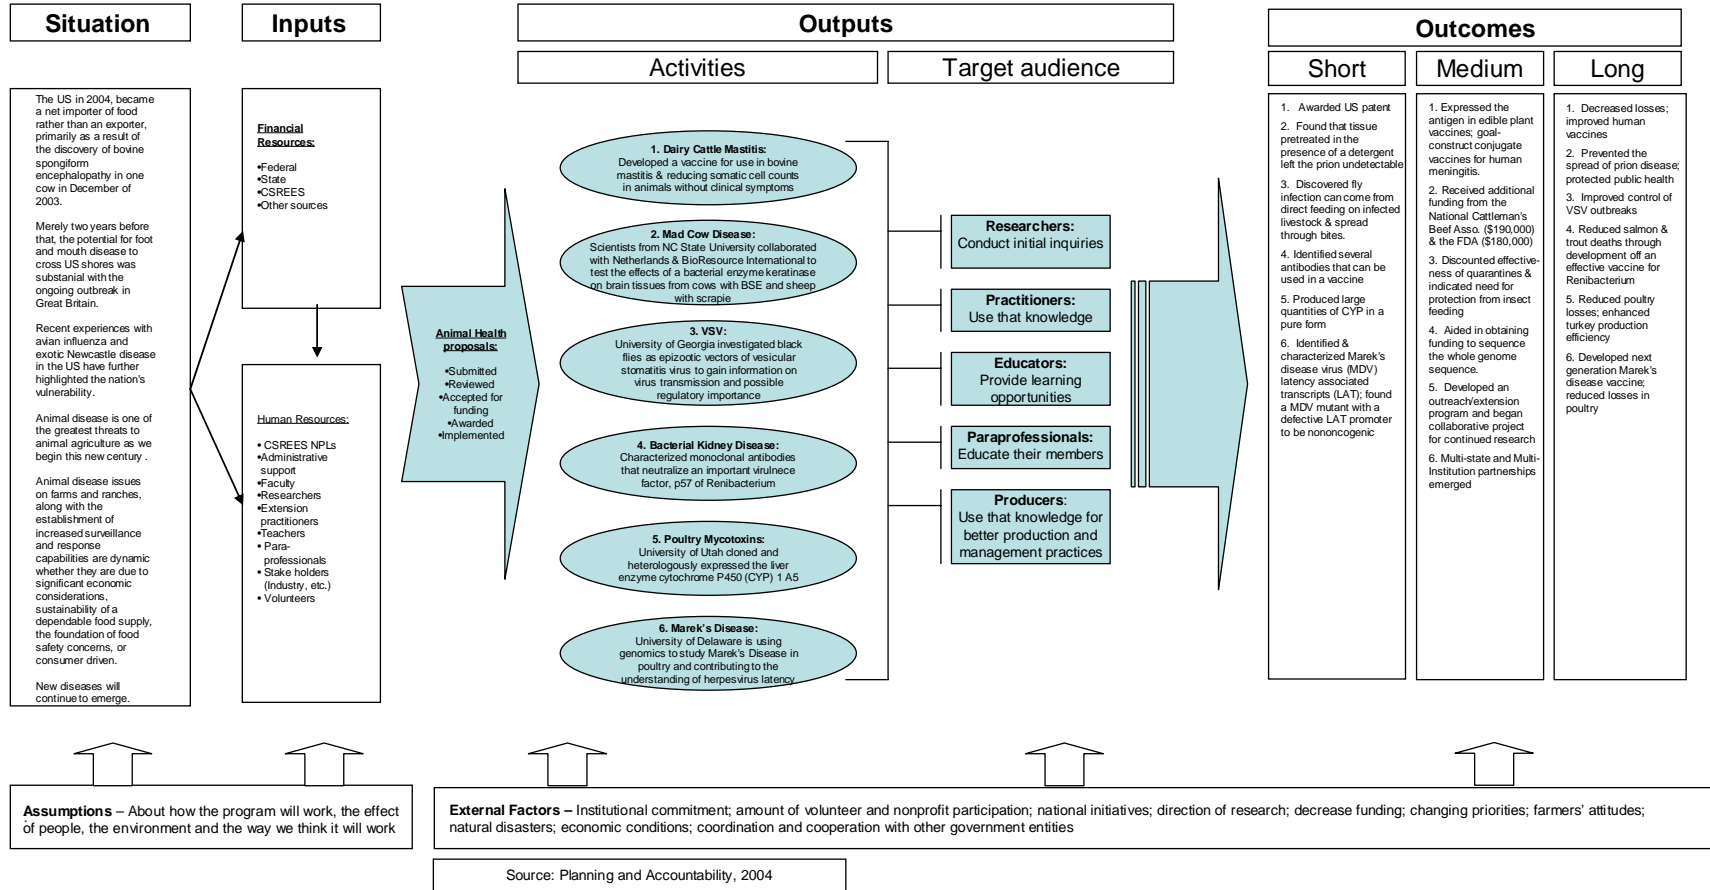 Situation
Inputs
Outputs
Outcomes
Activities
Target audience
Short
Medium
Long
The US in 2004, became
a net importer of food
rather than an exporter,
primarily as a result of
the discovery of bovine
spongiform
encephalopathy in one
cow in December of
2003.
Merely two years before
that, the potential for foot
and mouth disease to
cross US shores was
substanial with the
ongoing outbreak in
Great Britain.
Recent experiences with
avian influenza and
exotic Newcastle disease
in the US have further
highlighted the nation's
vulnerability.
Animal disease is one of
the greatest threats to
animal agriculture as we
begin this new century .
Animal disease issues
on farms and ranches,
along with the
establishment of
increased surveillance
and response
capabilities are dynamic
whether they are due to
significant economic
considerations,
sustainability of a
dependable food supply,
the foundation of food
safety concerns, or
consumer driven.
New diseases will
continue to emerge.
Financial
Resources:
•Federal
•State
•CSREES
•Other sources
Human Resources:
• CSREES NPLs
•Administrative
support
•Faculty
•Researchers
•Extension
practitioners
•Teachers
• Para-
professionals
• Stake holders
(Industry, etc.)
• Volunteers
Animal Health
proposals:
•Submitted
•Reviewed
•Accepted for
funding
•Awarded
•Implemented
1. Dairy Cattle Mastitis:
Developed a vaccine for use in bovine
mastitis & reducing somatic cell counts
in animals without clinical symptoms
2. Mad Cow Disease:
Scientists from NC State University collaborated
with Netherlands & BioResource International to
test the effects of a bacterial enzyme keratinase
on brain tissues from cows with BSE and sheep
with scrapie
3. VSV:
University of Georgia investigated black
flies as epizootic vectors of vesicular
stomatitis virus to gain information on
virus transmission and possible
regulatory importance
4. Bacterial Kidney Disease:
Characterized monoclonal antibodies
that neutralize an important virulnece
factor, p57 of Renibacterium
5. Poultry Mycotoxins:
University of Utah cloned and
heterologously expressed the liver
enzyme cytochrome P450 (CYP) 1 A5
6. Marek's Disease:
University of Delaware is using
genomics to study Marek's Disease in
poultry and contributing to the
understanding of herpesvirus latency
Researchers:
Conduct initial inquiries
Practitioners:
Use that knowledge
Educators:
Provide learning
opportunities
Paraprofessionals:
Educate their members
Producers:
Use that knowledge for
better production and
management practices
1. Awarded US patent
2. Found that tissue
pretreated in the
presence of a detergent
left the prion undetectable
3. Discovered fly
infection can come from
direct feeding on infected
livestock & spread
through bites.
4. Identified several
antibodies that can be
used in a vaccine
5. Produced large
quantities of CYP in a
pure form
6. Identified &
characterized Marek's
disease virus (MDV)
latency associated
transcripts (LAT); found
a MDV mutant with a
defective LAT promoter
to be nononcogenic
1. Expressed the
antigen in edible plant
vaccines; goal-
construct conjugate
vaccines for human
meningitis.
2. Received additional
funding from the
National Cattleman's
Beef Asso. ($190,000)
& the FDA ($180,000)
3. Discounted effective-
ness of quarantines &
indicated need for
protection from insect
feeding
4. Aided in obtaining
funding to sequence
the whole genome
sequence.
5. Developed an
outreach/extension
program and began
collaborative project
for continued research
6. Multi-state and Multi-
Institution partnerships
emerged
1. Decreased losses;
improved human
vaccines
2. Prevented the
spread of prion disease;
protected public health
3. Improved control of
VSV outbreaks
4. Reduced salmon &
trout deaths through
development off an
effective vaccine for
Renibacterium
5. Reduced poultry
losses; enhanced
turkey production
efficiency
6. Developed next
generation Marek's
disease vaccine;
reduced losses in
poultry
Assumptions – About how the program will work, the effect
of people, the environment and the way we think it will work
.
External Factors – Institutional commitment; amount of volunteer and nonprofit participation; national initiatives; direction of research; decrease funding; changing priorities; farmers' attitudes;
natural disasters; economic conditions; coordination and cooperation with other government entities
Source: Planning and Accountability, 2004